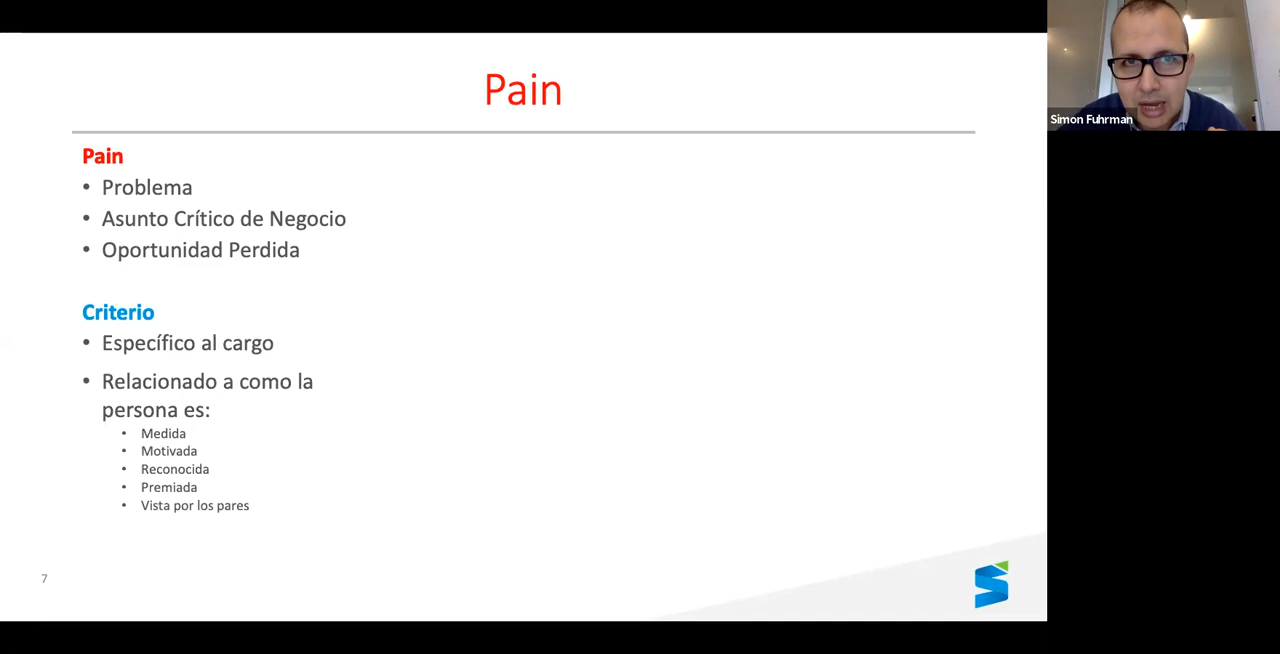 Pain
Simon Fuhrman
Pain
• Problema
• Asunto Crítico de Negocio
• Oportunidad Perdida
Criterio
• Específico al cargo
• Relacionado a como la
persona es:
• Medida
• Motivada
• Reconocida
• Premiada
• Vista por los pares
7